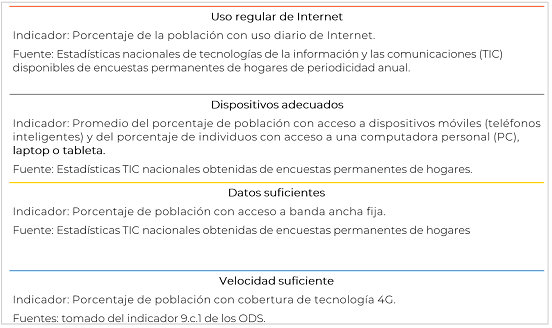 Uso regular de Internet
Indicador: Porcentaje de la población con uso diario de Internet.
Fuente: Estadísticas nacionales de tecnologías de la información y las comunicaciones (TIC)
disponibles de encuestas permanentes de hogares de periodicidad anual.
Dispositivos adecuados
Indicador: Promedio del porcentaje de población con acceso a dispositivos móviles (teléfonos
inteligentes) y del porcentaje de individuos con acceso a una computadora personal (PC),
laptop o tableta.
Fuente: Estadísticas TIC nacionales obtenidas de encuestas permanentes de hogares.
Datos suficientes
Indicador: Porcentaje de población con acceso a banda ancha fija.
Fuente: Estadísticas TIC nacionales obtenidas de encuestas permanentes de hogares
Velocidad suficiente
Indicador: Porcentaje de población con cobertura de tecnología 4G.
Fuentes: tomado del indicador 9.c.1 de los ODS.